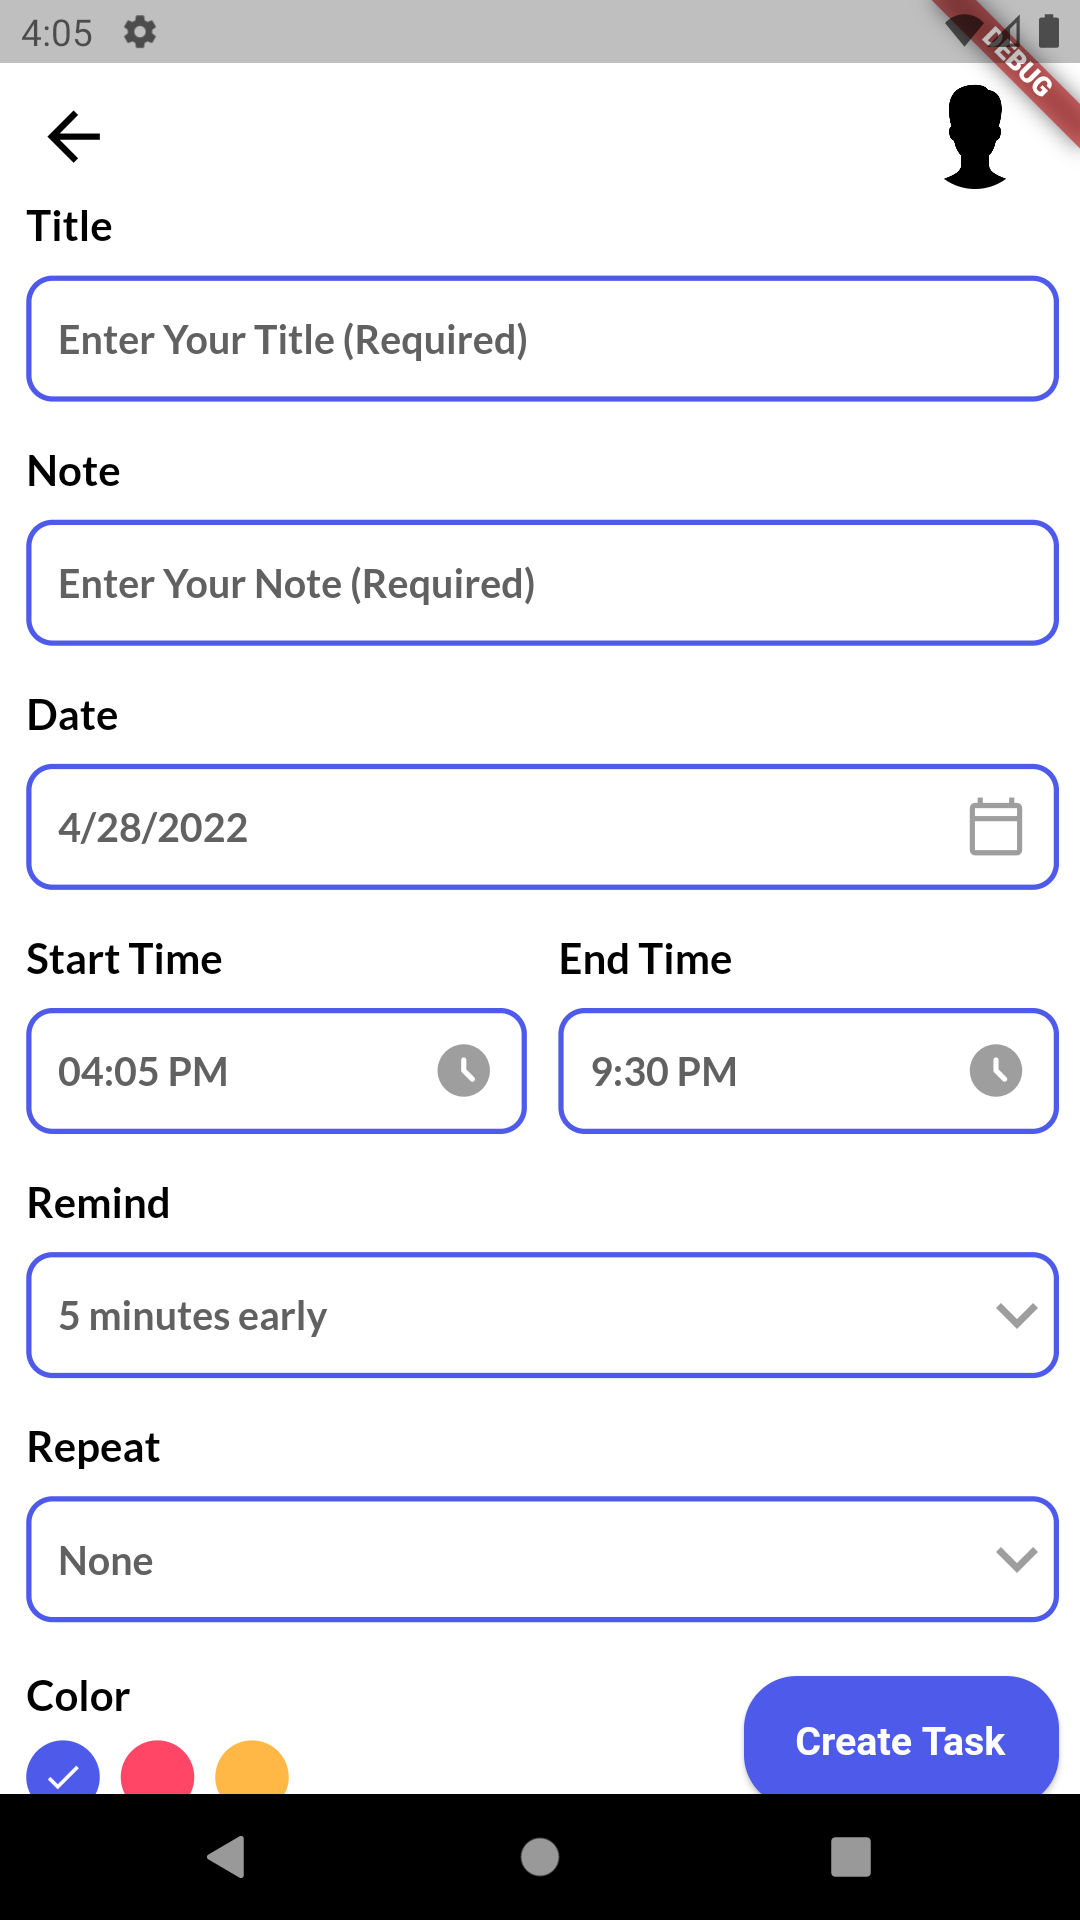 4:05
DEBUG
Title
Enter Your Title (Required)
Note
Enter Your Note (Required)
Date
4/28/2022
Start Time End Time
04:05 PM 9:30 PM
Remind
5 minutes early
Repeat
None
Color
Create Task